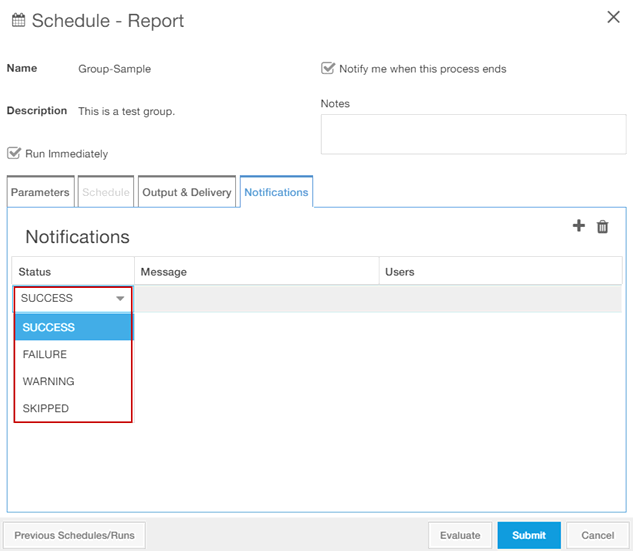 Schedule - Report
Name
Group-Sample
Notify me when this process ends
Description
This is a test group.
Notes
Run Immediately
Parameters
Schedule
Output & Delivery
Notifications
Notifications
Status
Message
Users
SUCCESS
SUCCESS
FAILURE
WARNING
SKIPPED
Previous Schedules/Runs
Evaluate
Submit
Cancel